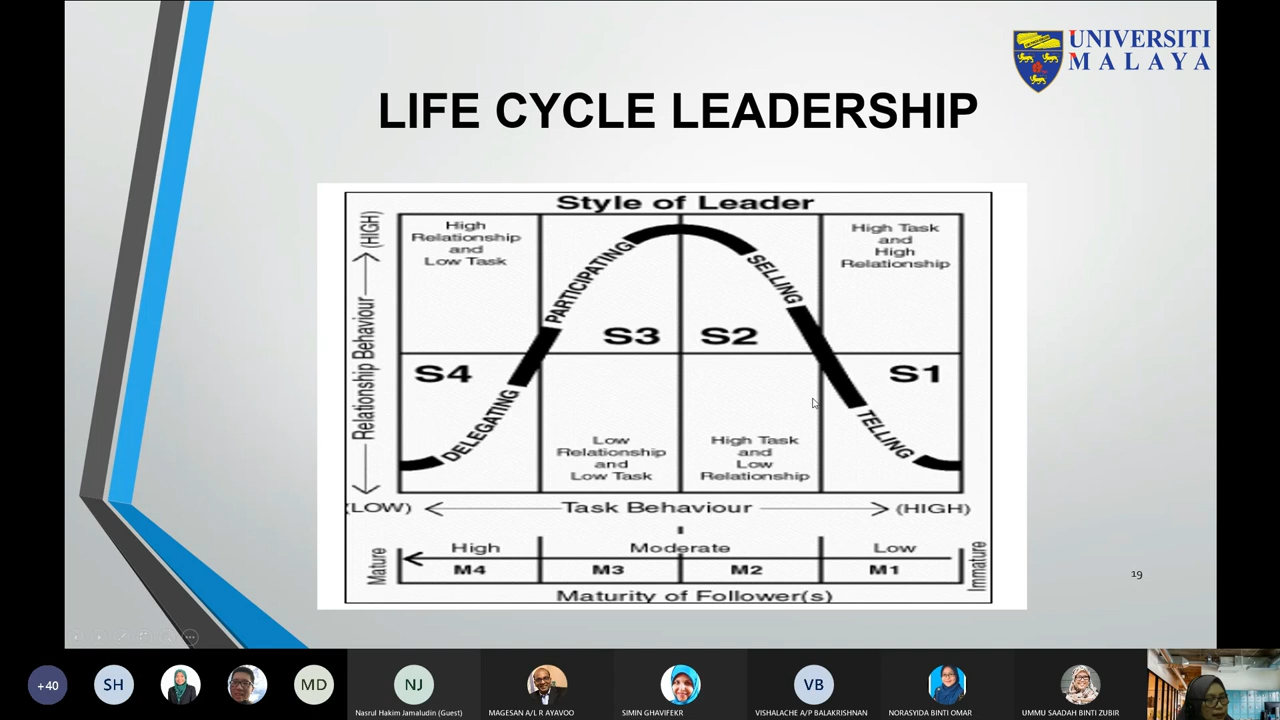 UNIVERSITI
MALAYA
LIFE CYCLE LEADERSHIP
Style of Leader
(HIGH)
Relationship Behaviour
High
Relationship
and
Low Task
High Task
and
High
Relationship
PARTICIPATING
SELLING
S3
S2
S4
S1
DELEGATING
TELLING
Low
Relationship
and
Low Task
High Task
and
Low
Relationship
(LOW)
Task Behaviour
(HIGH)
Mature
High
Moderate
Low
Immature
M4
M3
M2
M1
Maturity of Follower(s)
19
+40
SH
MD
NJ
VB
Nasrul Hakim Jamaludin (Guest)
MAGESAN A/L R AYAVOO
SIMIN GHAVIFEKR
VISHALACHE A/P BALAKRISHNAN
NORASYIDA BINTI OMAR
UMMU SAADAH BINTI ZUBIR